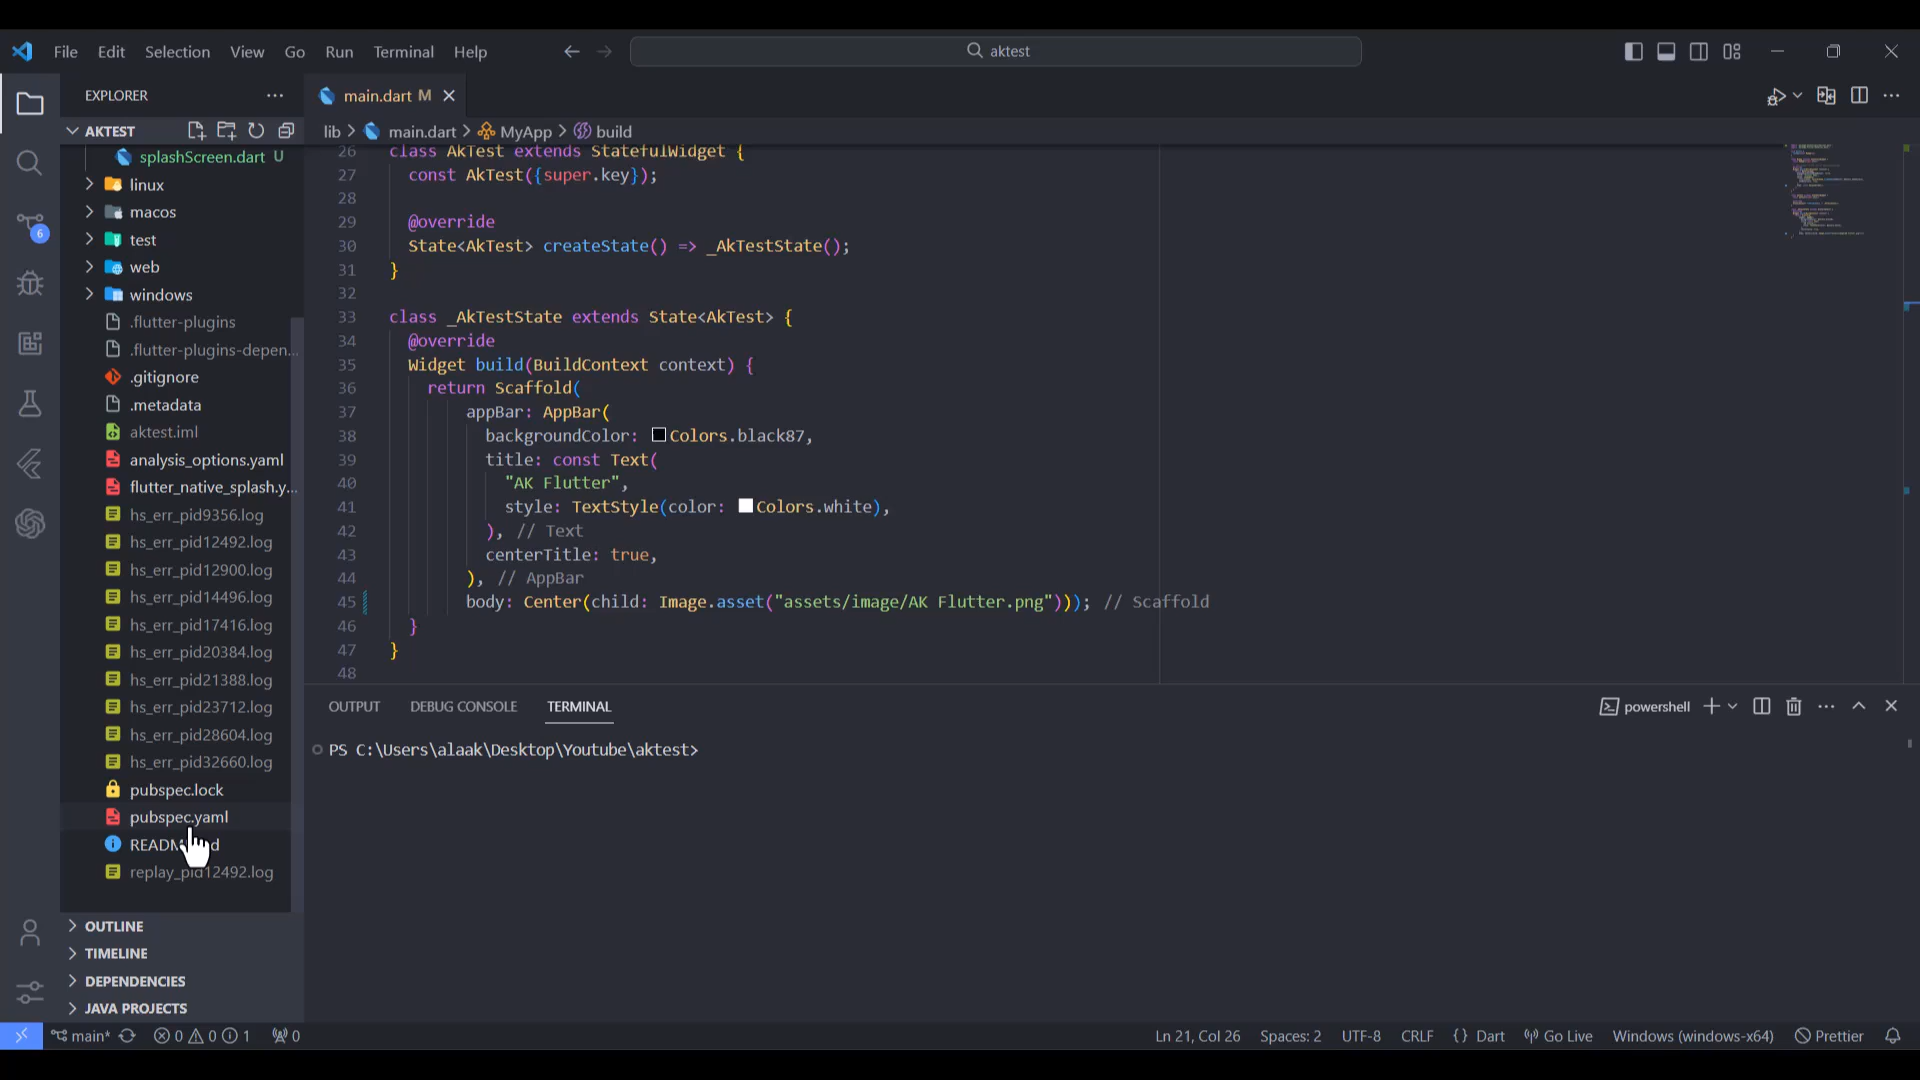 File Edit Selection View Go Run Terminal Help
aktest
EXPLORER
main.dart M
AKTEST
lib > main.dart > MyApp > build
splashScreen.dart U
linux
macos
test
web
windows
.flutter-plugins
.flutter-plugins-depen...
.gitignore
.metadata
aktest.iml
analysis_options.yaml
flutter_native_splash.y...
hs_err_pid9356.log
hs_err_pid12492.log
hs_err_pid12900.log
hs_err_pid14496.log
hs_err_pid17416.log
hs_err_pid20384.log
hs_err_pid21388.log
hs_err_pid23712.log
hs_err_pid28604.log
hs_err_pid32660.log
pubspec.lock
pubspec.yaml
replay_pid12492.log
OUTLINE
TIMELINE
DEPENDENCIES
JAVA PROJECTS
6
26 class AkTest extends StatefulWidget {
27 const AkTest({super.key});
28
29 @override
30 State<AkTest> createState() => _AkTestState();
31 }
32
33 class _AkTestState extends State<AkTest> {
34 @override
35 Widget build(BuildContext context) {
36 return Scaffold(
37 appBar: AppBar(
38 backgroundColor: Colors.black87,
39 title: const Text(
40 "AK Flutter",
41 style: TextStyle(color: Colors.white),
42 ), // Text
43 centerTitle: true,
44 ), // AppBar
45 body: Center(child: Image.asset("assets/image/AK Flutter.png"))); // Scaffold
46 }
47 }
48
OUTPUT DEBUG CONSOLE TERMINAL
powershell
PS C:\Users\alaak\Desktop\Youtube\aktest>
main* 0 0 1 0
Ln 21, Col 26 Spaces: 2 UTF-8 CRLF {} Dart Go Live Windows (windows-x64) Prettier